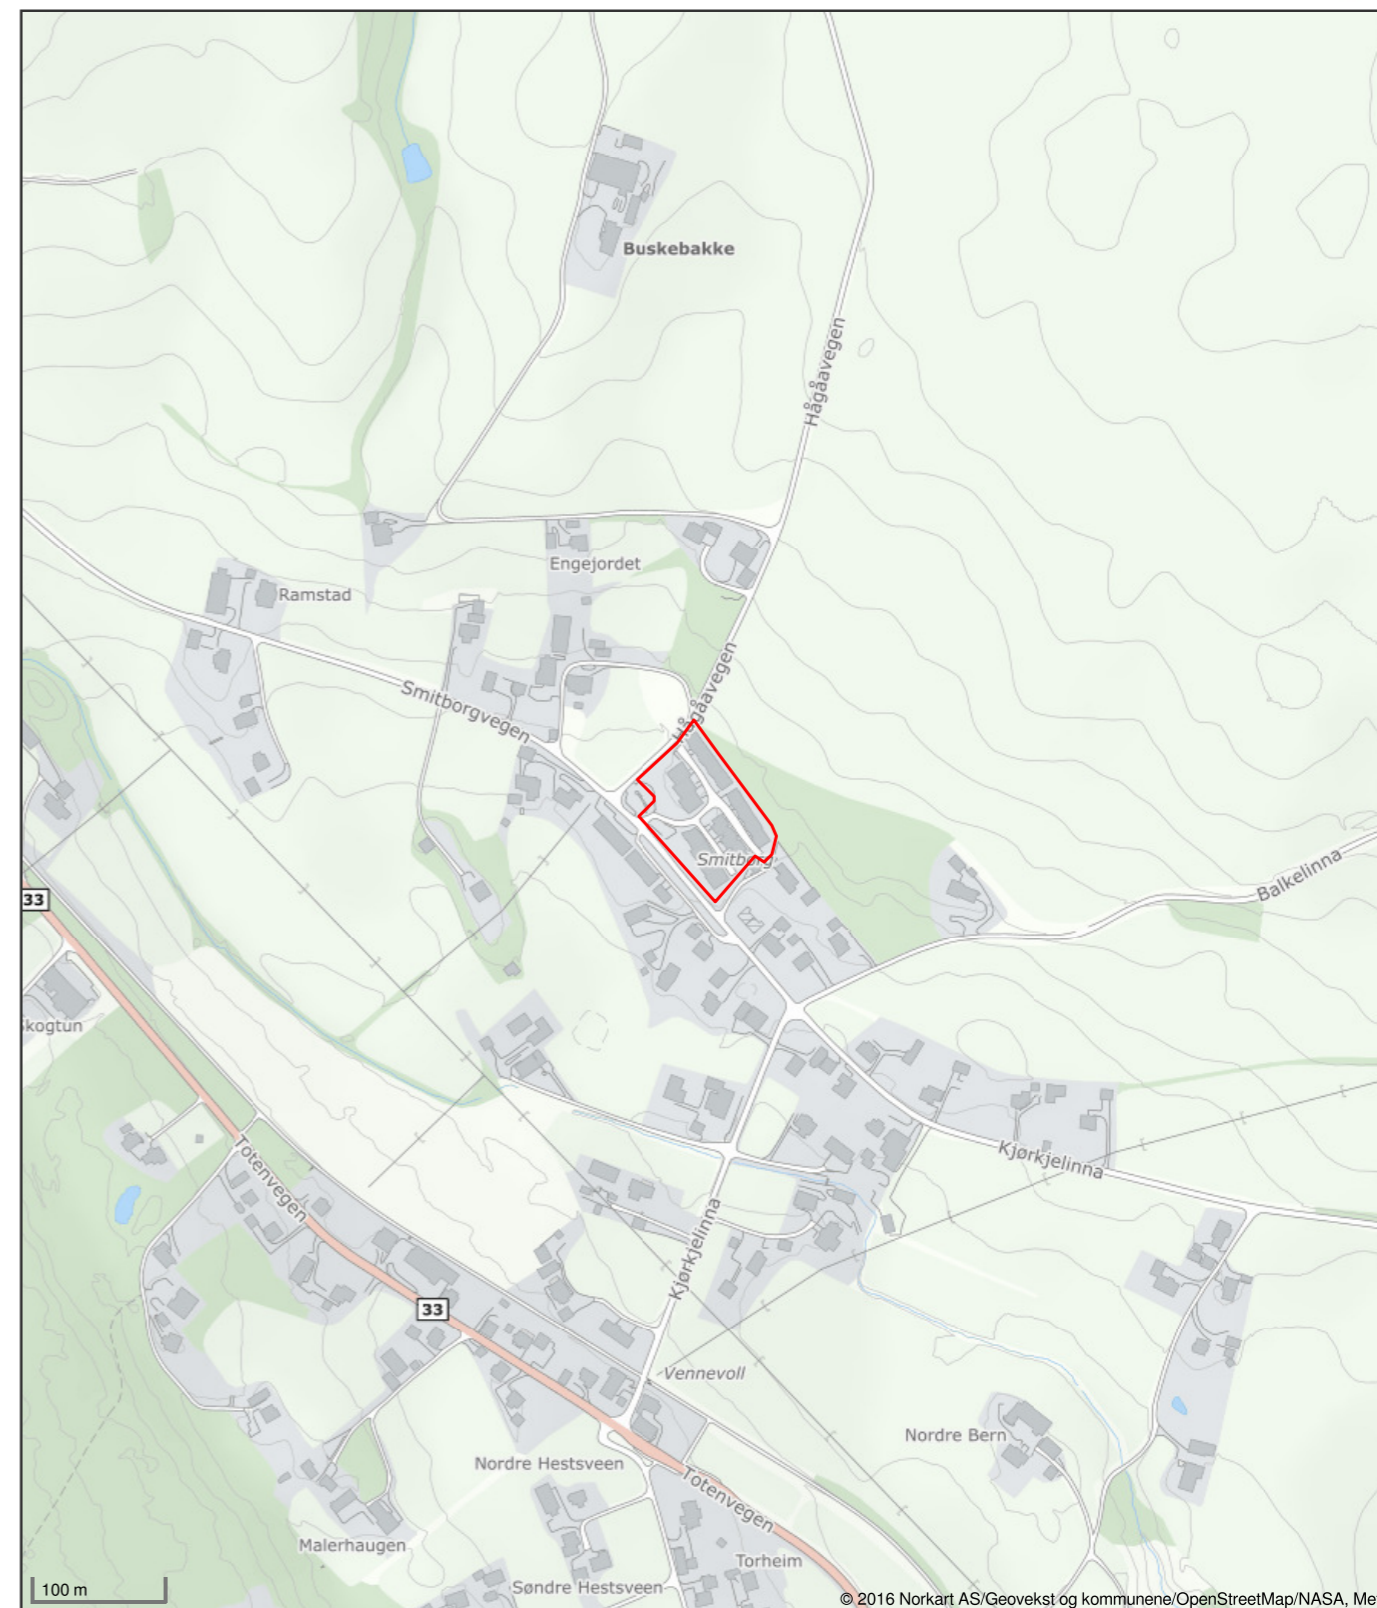 Buskebakke
Hågåavegen
Engejordet
Ramstad
Smitborgvegen
Hågåavegen
Smitborg
Balkelinna
33
Skogtun
Kjørkjelinna
Totenvegen
Kjørkjelinna
33
Vennevoll
Nordre Bern
Nordre Hestsveen
Totenvegen
Malerhaugen
Torheim
Søndre Hestsveen
100 m
© 2016 Norkart AS/Geovekst og kommunene/OpenStreetMap/NASA, Me